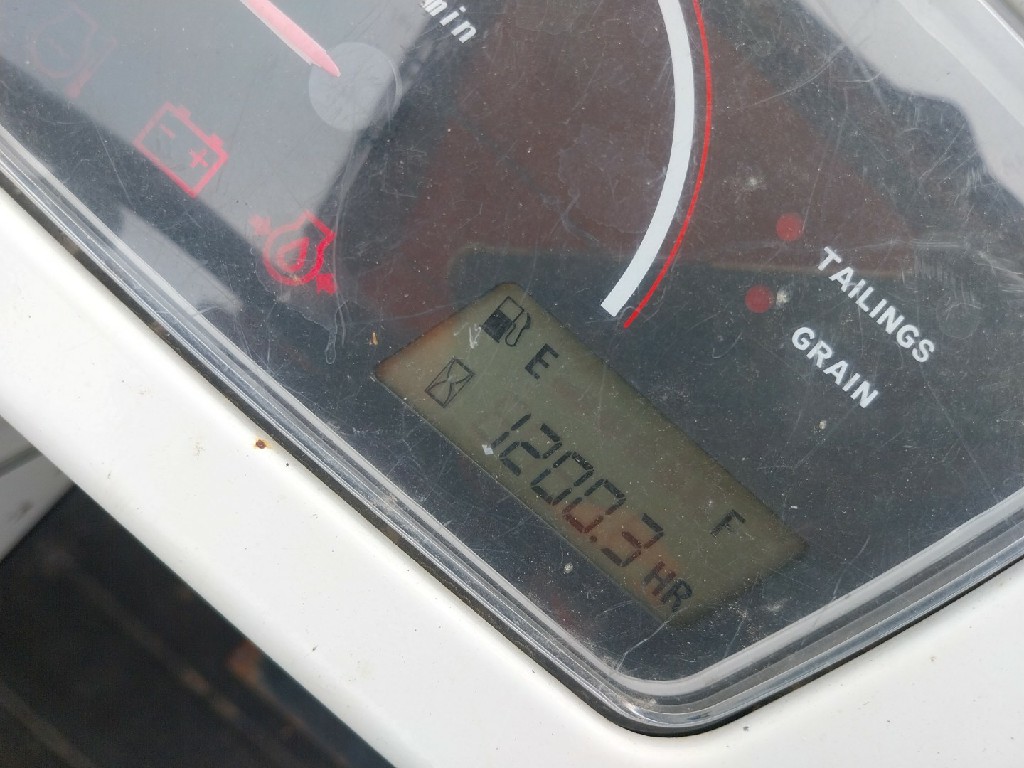 min
TAILINGS
GRAIN
E
F
1200.3 HR